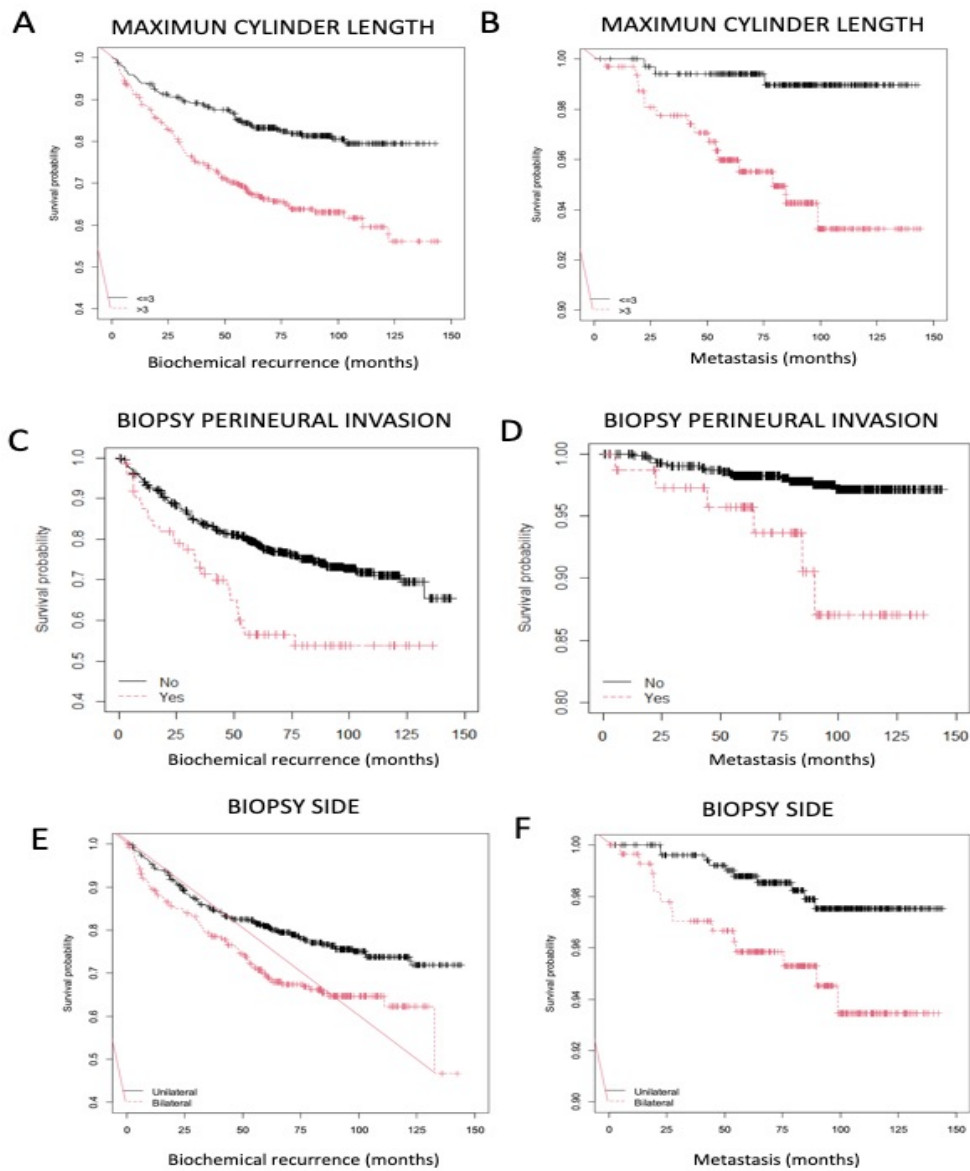 A
MAXIMUN CYLINDER LENGTH
Survival probability
1.0
0.9
0.8
0.7
0.6
0.5
0.4
<=3
>3
0 25 50 75 100 125 150
Biochemical recurrence (months)
B
MAXIMUN CYLINDER LENGTH
Survival probability
1.00
0.98
0.96
0.94
0.92
0.90
<=3
>3
0 25 50 75 100 125 150
Metastasis (months)
C
BIOPSY PERINEURAL INVASION
Survival probability
1.0
0.9
0.8
0.7
0.6
0.5
0.4
No
Yes
0 25 50 75 100 125 150
Biochemical recurrence (months)
D
BIOPSY PERINEURAL INVASION
Survival probability
1.00
0.95
0.90
0.85
0.80
No
Yes
0 25 50 75 100 125 150
Metastasis (months)
E
BIOPSY SIDE
Survival probability
1.0
0.9
0.8
0.7
0.6
0.5
0.4
Unilateral
Bilateral
0 25 50 75 100 125 150
Biochemical recurrence (months)
F
BIOPSY SIDE
Survival probability
1.00
0.98
0.96
0.94
0.92
0.90
Unilateral
Bilateral
0 25 50 75 100 125 150
Metastasis (months)